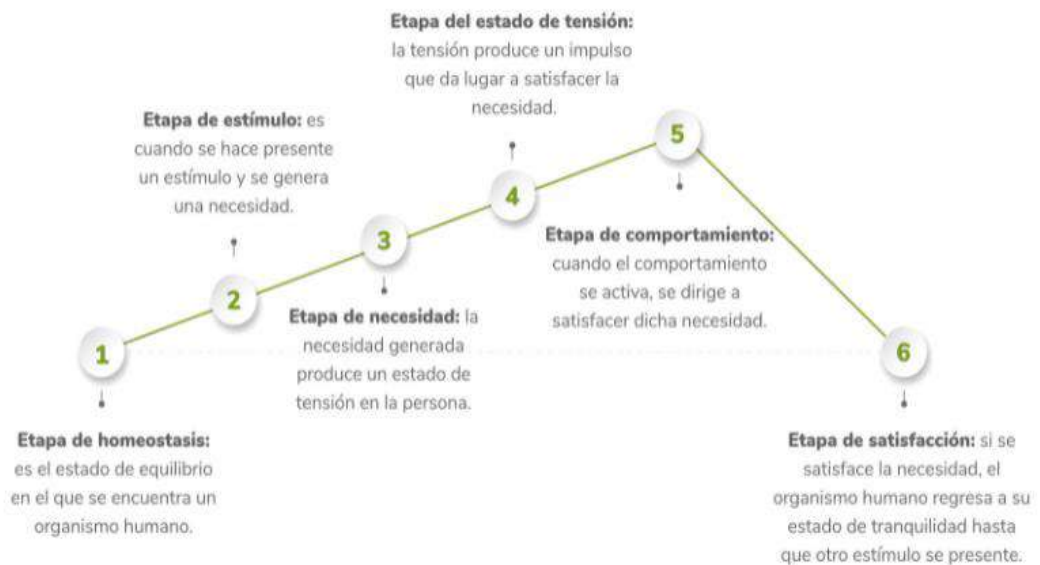 1
Etapa de homeostasis:
es el estado de equilibrio
en el que se encuentra un
organismo humano.
2
Etapa de estímulo: es
cuando se hace presente
un estímulo y se genera
una necesidad.
3
Etapa de necesidad: la
necesidad generada
produce un estado de
tensión en la persona.
4
Etapa del estado de tensión:
la tensión produce un impulso
que da lugar a satisfacer la
necesidad.
5
Etapa de comportamiento:
cuando el comportamiento
se activa, se dirige a
satisfacer dicha necesidad.
6
Etapa de satisfacción: si se
satisface la necesidad, el
organismo humano regresa a su
estado de tranquilidad hasta
que otro estímulo se presente.